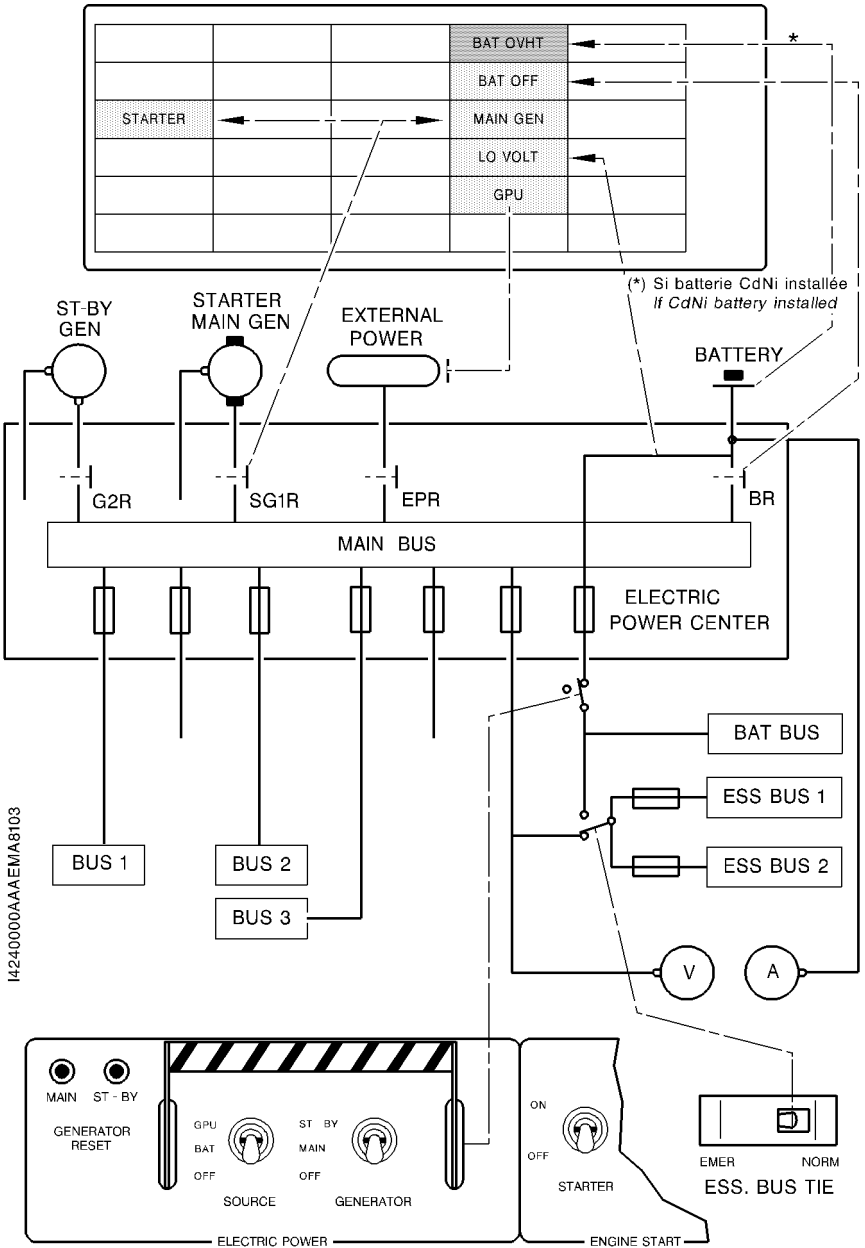 BAT OVHT
*
BAT OFF
STARTER
MAIN GEN
LO VOLT
GPU
(*) Si batterie CdNi installée
If CdNi battery installed
ST-BY
GEN
STARTER
MAIN GEN
EXTERNAL
POWER
BATTERY
G2R
SG1R
EPR
BR
MAIN BUS
ELECTRIC
POWER CENTER
BAT BUS
ESS BUS 1
ESS BUS 2
BUS 1
BUS 2
BUS 3
V
A
I4240000AAAEMA8103
MAIN
ST - BY
GENERATOR
RESET
GPU
BAT
OFF
SOURCE
ST BY
MAIN
OFF
GENERATOR
ELECTRIC POWER
ON
OFF
STARTER
ENGINE START
EMER
NORM
ESS. BUS TIE